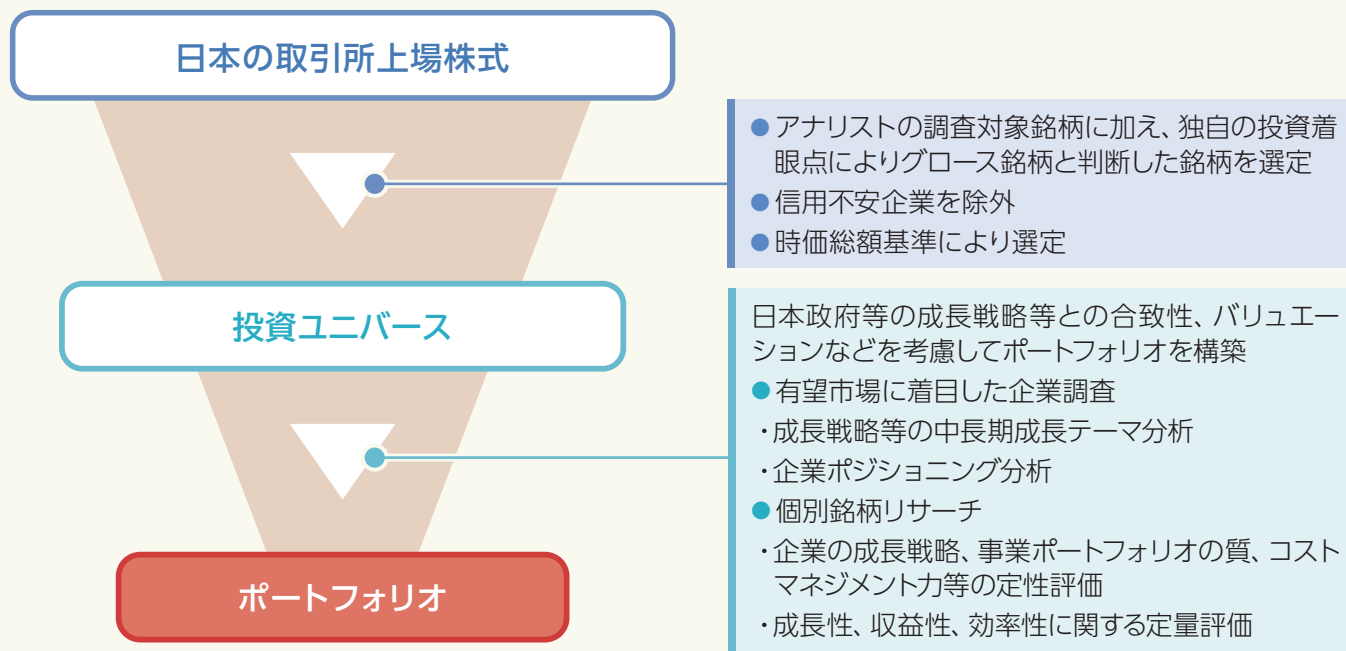 日本の取引所上場株式
●アナリストの調査対象銘柄に加え、独自の投資着
眼点によりグロース銘柄と判断した銘柄を選定
●信用不安企業を除外
●時価総額基準により選定
投資ユニバース
日本政府等の成長戦略等との合致性、バリュエー
ションなどを考慮してポートフォリオを構築
●有望市場に着目した企業調査
・成長戦略等の中長期成長テーマ分析
・企業ポジショニング分析
●個別銘柄リサーチ
・企業の成長戦略、事業ポートフォリオの質、コスト
マネジメント力等の定性評価
・成長性、収益性、効率性に関する定量評価
ポートフォリオ